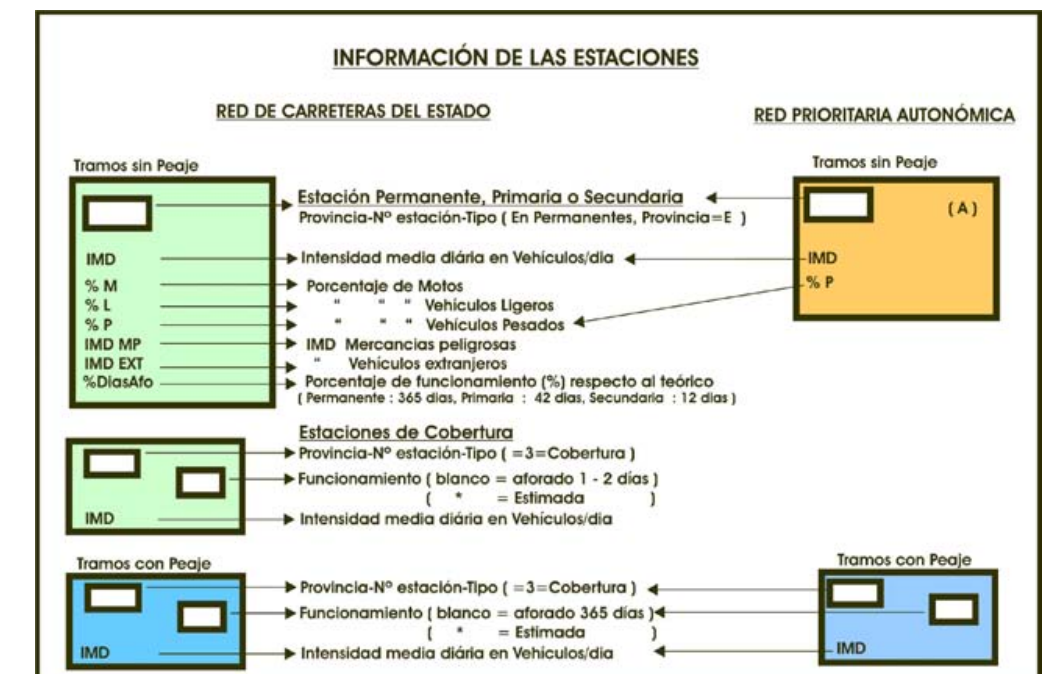 INFORMACIÓN DE LAS ESTACIONES
RED DE CARRETERAS DEL ESTADO
RED PRIORITARIA AUTONÓMICA
Tramos sin Peaje
Tramos sin Peaje
Estación Permanente, Primaria o Secundaria
Provincia-Nº estación-Tipo ( En Permanentes, Provincia=E )
( A )
IMD
Intensidad media diária en Vehículos/dia
IMD
% M
Porcentaje de Motos
% P
% L
“ “ “ Vehículos Ligeros
% P
“ “ “ Vehículos Pesados
IMD MP
IMD Mercancias peligrosas
IMD EXT
“ Vehículos extranjeros
%DiasAfo
Porcentaje de funcionamiento (%) respecto al teórico
( Permanente : 365 dias, Primaria : 42 dias, Secundaria : 12 dias )
Estaciones de Cobertura
Provincia-Nº estación-Tipo ( =3=Cobertura )
Funcionamiento ( blanco = aforado 1 - 2 días )
( * = Estimada )
IMD
Intensidad media diária en Vehículos/dia
Tramos con Peaje
Tramos con Peaje
Provincia-Nº estación-Tipo ( =3=Cobertura )
Funcionamiento ( blanco = aforado 365 días )
( * = Estimada )
IMD
Intensidad media diária en Vehículos/dia
IMD